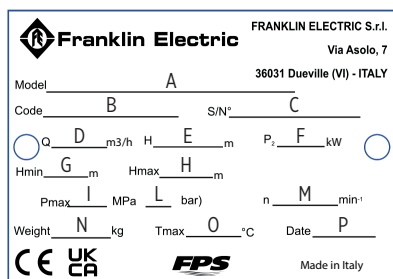 Franklin Electric
FRANKLIN ELECTRIC S.r.l.
Via Asolo, 7
36031 Dueville (VI) - ITALY
Model A
Code B S/N° C
Q D m3/h H E m P₂ F kW
Hmin G m Hmax H m
Pmax I MPa L bar) n M min-¹
Weight N kg Tmax O °C Date P
CE UK CA FPS Made in Italy